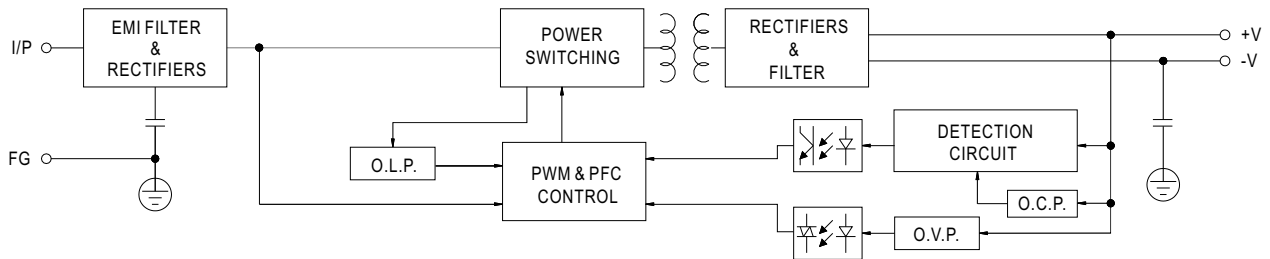 I/P
EMI FILTER
&
RECTIFIERS
POWER
SWITCHING
RECTIFIERS
&
FILTER
+V
-V
FG
O.L.P.
PWM & PFC
CONTROL
DETECTION
CIRCUIT
O.C.P.
O.V.P.